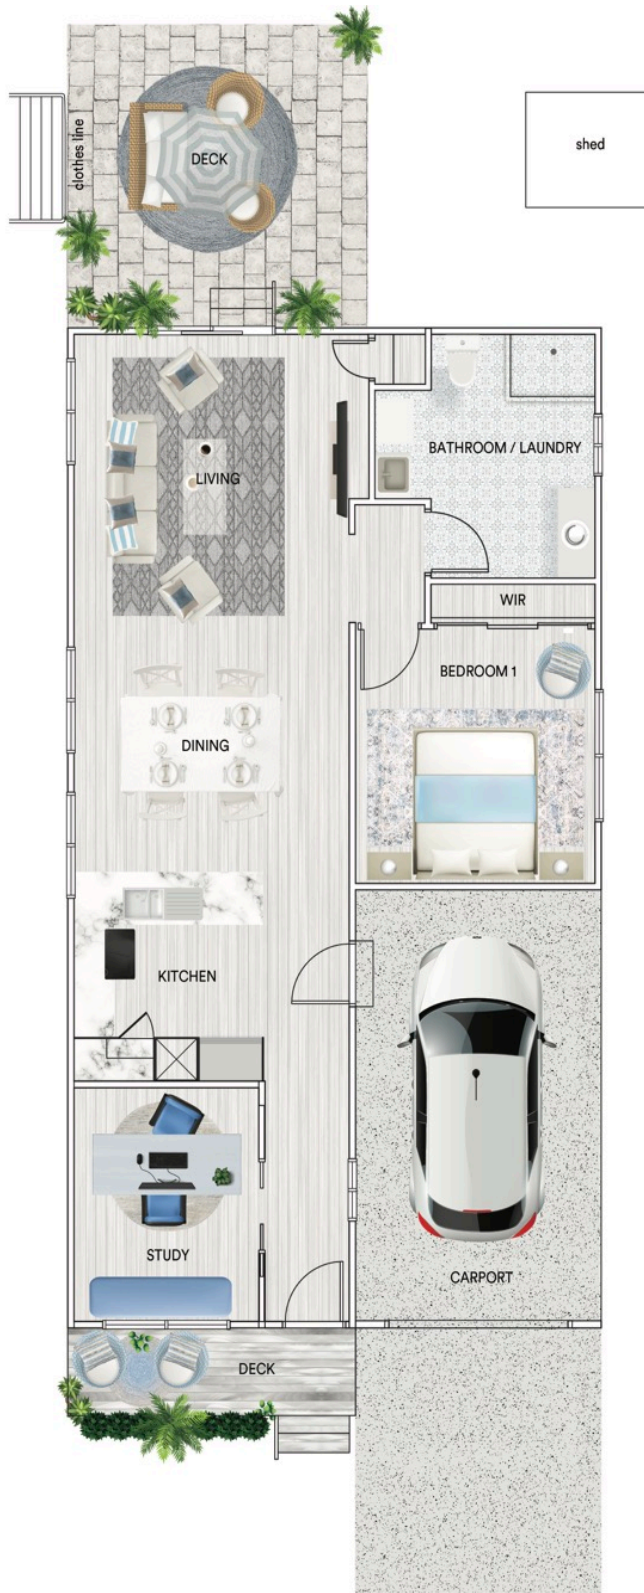 clothes line
DECK
shed
LIVING
BATHROOM / LAUNDRY
WIR
BEDROOM 1
DINING
KITCHEN
STUDY
CARPORT
DECK